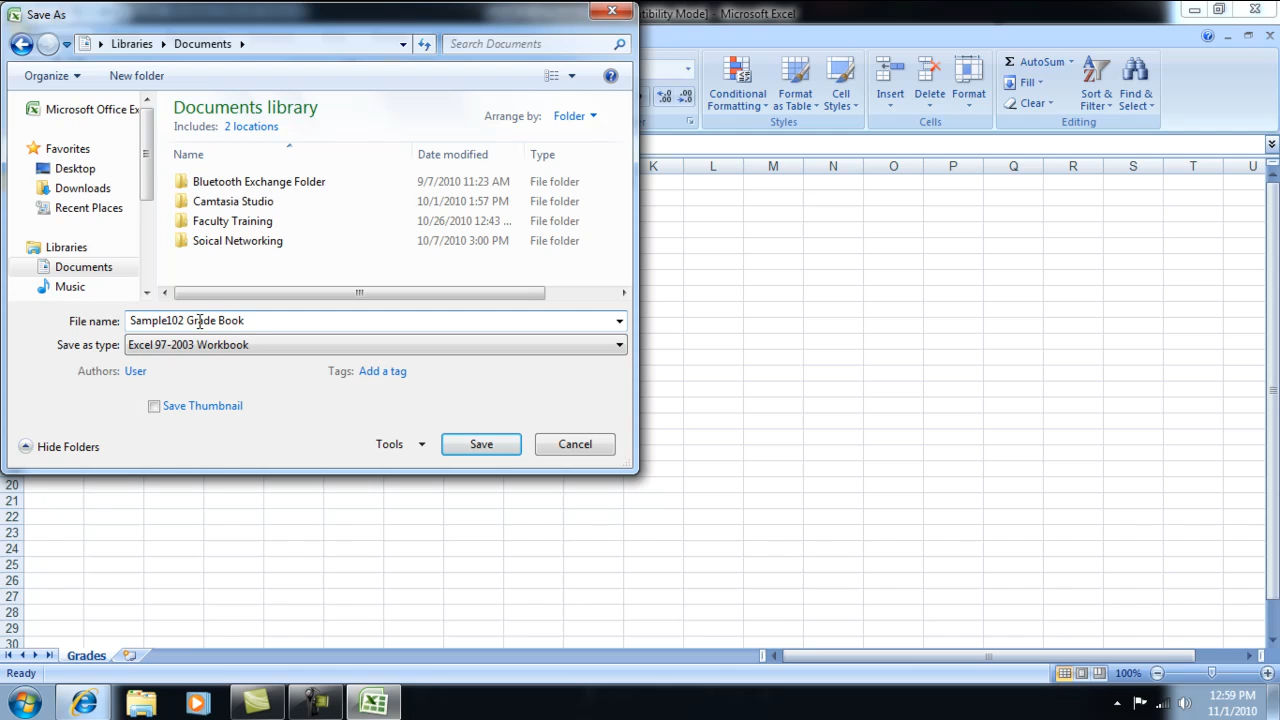 Save As
tibility Mode] - Microsoft Excel
Libraries Documents
Search Documents
Organize New folder
Microsoft Office Ex
Favorites
Desktop
Downloads
Recent Places
Libraries
Documents
Music
Documents library
Includes: 2 locations
Arrange by: Folder
Name Date modified Type
Bluetooth Exchange Folder 9/7/2010 11:23 AM File folder
Camtasia Studio 10/1/2010 1:57 PM File folder
Faculty Training 10/26/2010 12:43 ... File folder
Soical Networking 10/7/2010 3:00 PM File folder
File name: Sample102 Grade Book
Save as type: Excel 97-2003 Workbook
Authors: User Tags: Add a tag
Save Thumbnail
Hide Folders Tools Save Cancel
Conditional Formatting
Format as Table
Cell Styles
Styles
Insert Delete Format
Cells
Σ AutoSum
Fill
Clear
Sort & Filter
Find & Select
Editing
K L M N O P Q R S T U
20
21
22
23
24
25
26
27
28
29
30
Grades
Ready 100%
12:59 PM
11/1/2010